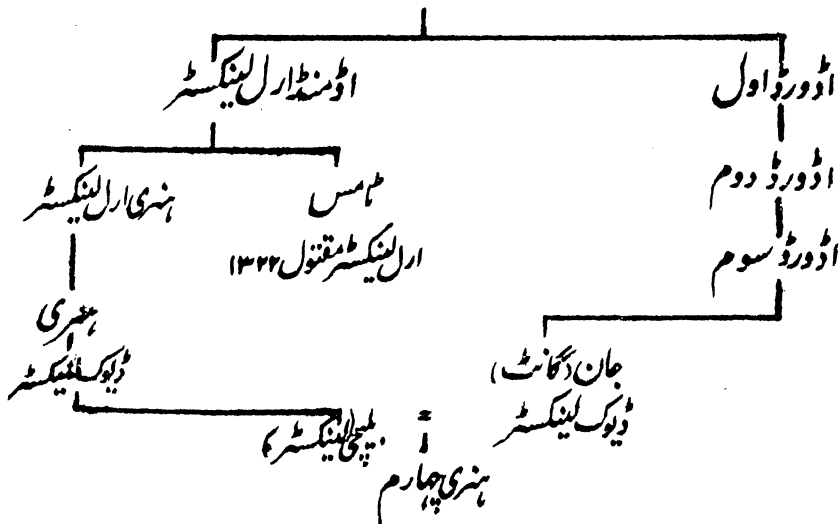 اڈورڈ اول
اڈمنڈ ارل لینکسٹر
اڈورڈ دوم
ٹامس
ہنری ارل لینکسٹر
اڈورڈ سوم
ارل لینکسٹر مقتول ۱۳۲۲
ہنری
ڈیوک لینکسٹر
جان (گانٹ)
ڈیوک لینکسٹر
=
بلیچی (لینکسٹر)
ہنری چہارم